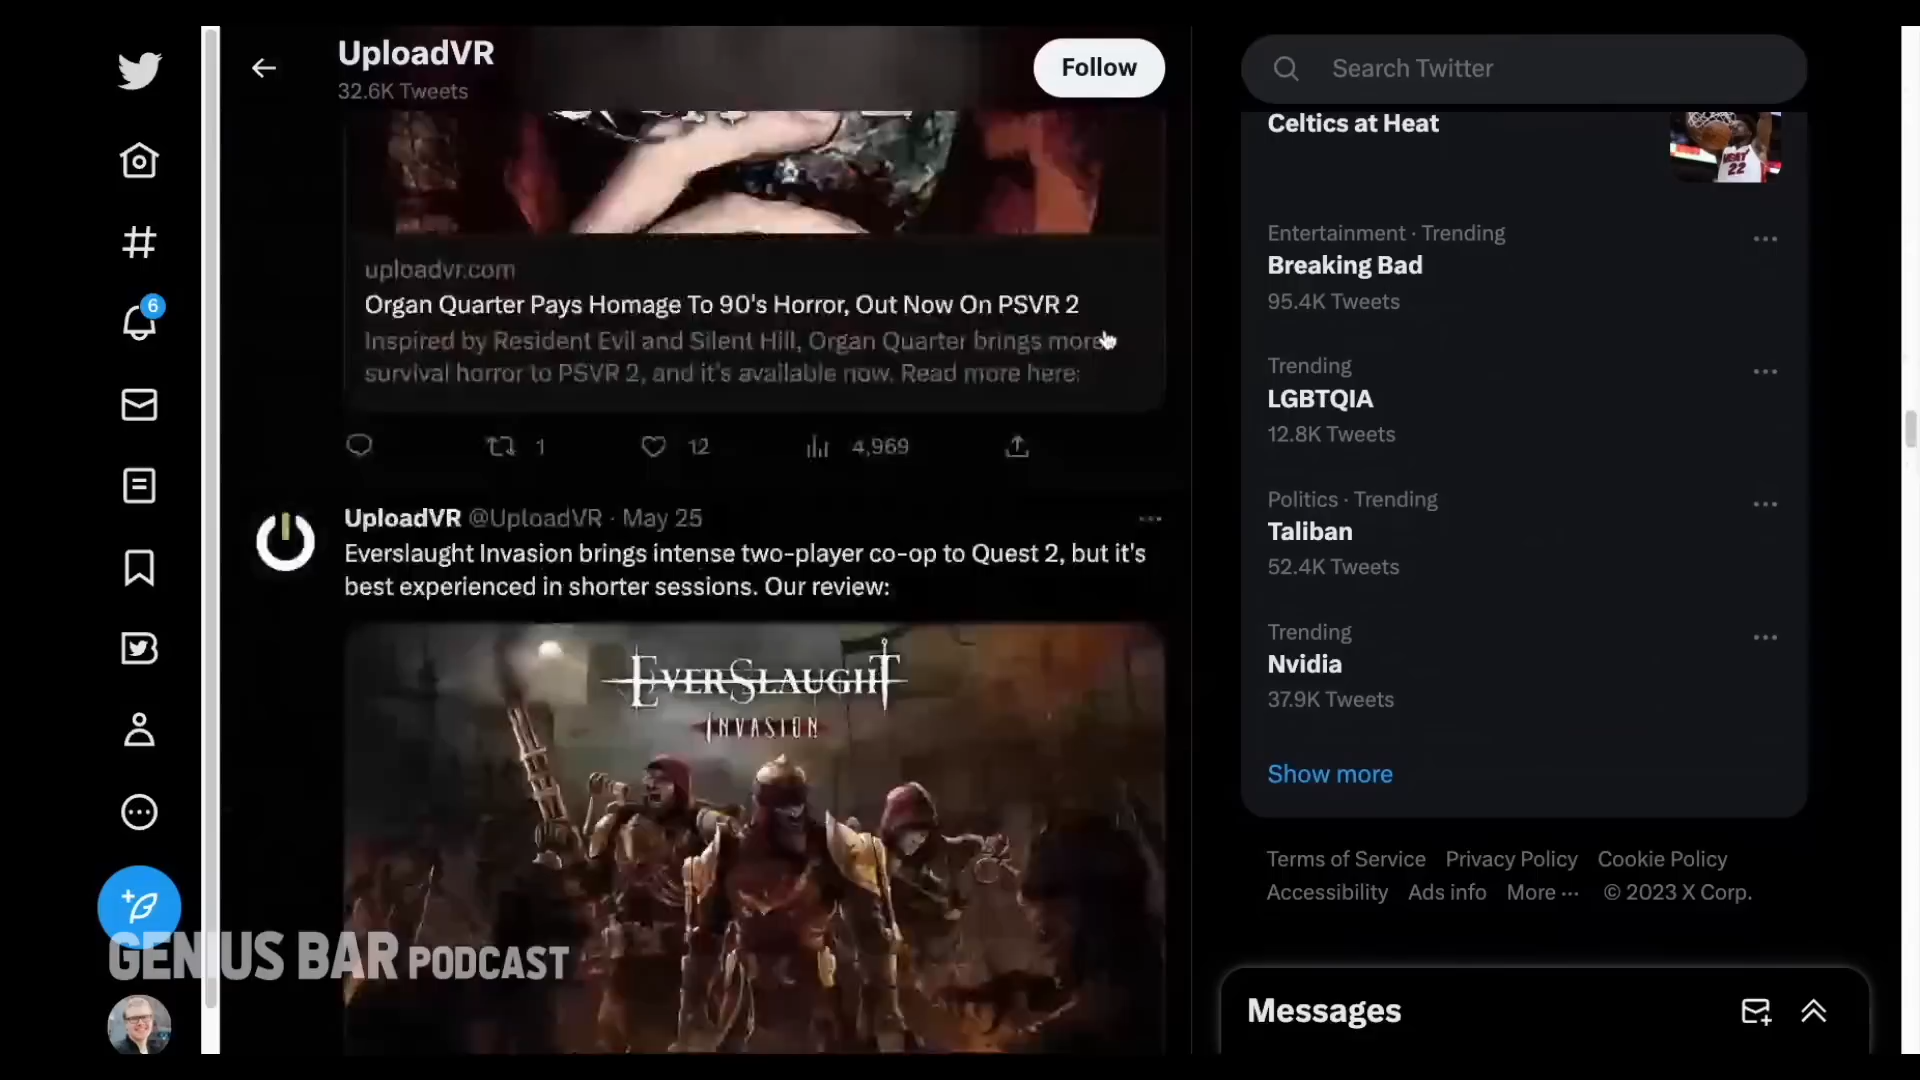 UploadVR
32.6K Tweets
Follow
Search Twitter
uploadvr.com
Organ Quarter Pays Homage To 90's Horror, Out Now On PSVR 2
Inspired by Resident Evil and Silent Hill, Organ Quarter brings more
survival horror to PSVR 2, and it's available now. Read more here:
1
12
4,969
6
UploadVR @UploadVR · May 25
Everslaught Invasion brings intense two-player co-op to Quest 2, but it's
best experienced in shorter sessions. Our review:
EVERSLAUGHT
INVASION
Celtics at Heat
HEAT
22
Entertainment · Trending
Breaking Bad
95.4K Tweets
Trending
LGBTQIA
12.8K Tweets
Politics · Trending
Taliban
52.4K Tweets
Trending
Nvidia
37.9K Tweets
Show more
Terms of Service Privacy Policy Cookie Policy
Accessibility Ads info More ··· © 2023 X Corp.
Messages
GENIUS BAR PODCAST